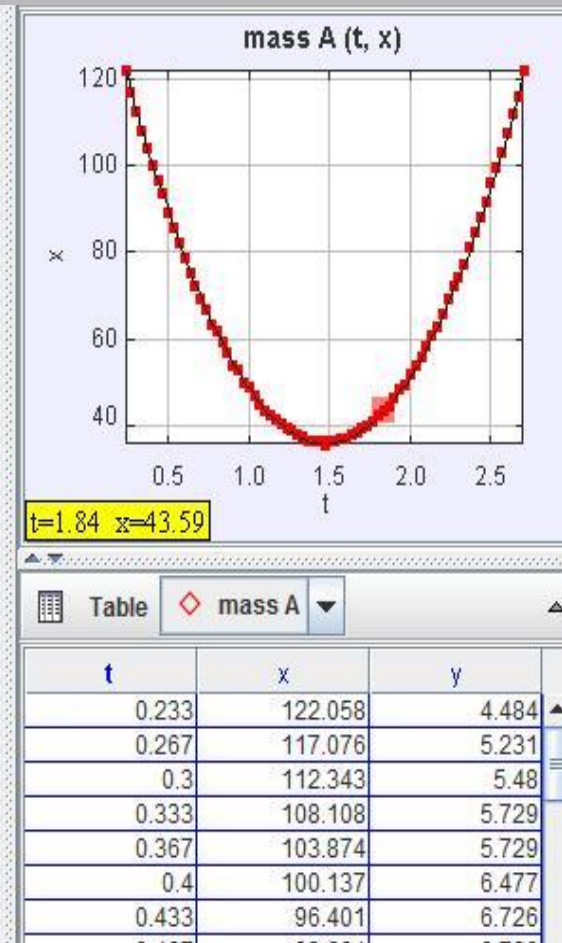 mass A (t, x)
120
100
80
60
40
x
0.5 1.0 1.5 2.0 2.5
t
t=1.84 x=43.59
Table mass A
t x y
0.233 122.058 4.484
0.267 117.076 5.231
0.3 112.343 5.48
0.333 108.108 5.729
0.367 103.874 5.729
0.4 100.137 6.477
0.433 96.401 6.726